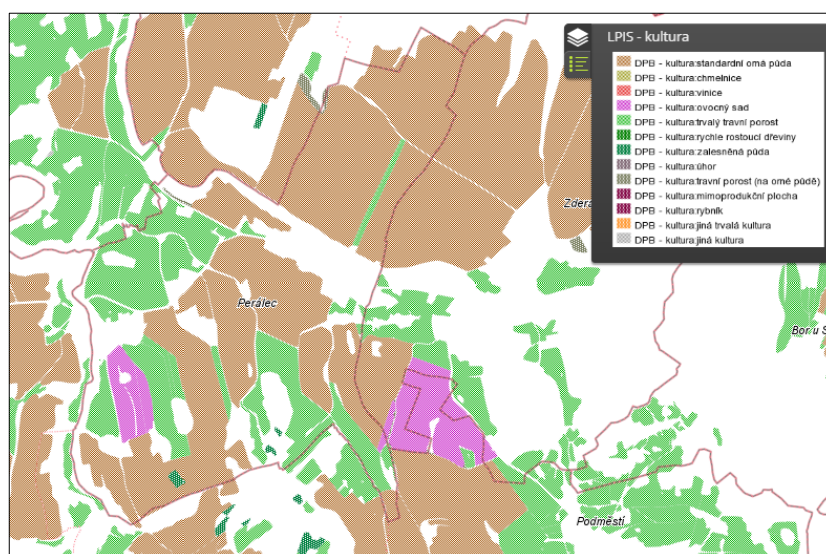 LPIS - kultura
DPB - kultura:standardní orná půda
DPB - kultura:chmelnice
DPB - kultura:vinice
DPB - kultura:ovocný sad
DPB - kultura:trvalý travní porost
DPB - kultura:rychle rostoucí dřeviny
DPB - kultura:zalesněná půda
DPB - kultura:úhor
DPB - kultura:travní porost (na orné půdě)
DPB - kultura:mimoprodukční plocha
DPB - kultura:rybník
DPB - kultura:jiná trvalá kultura
DPB - kultura:jiná kultura
Zdera
Perálec
Bor u S
Podměstí